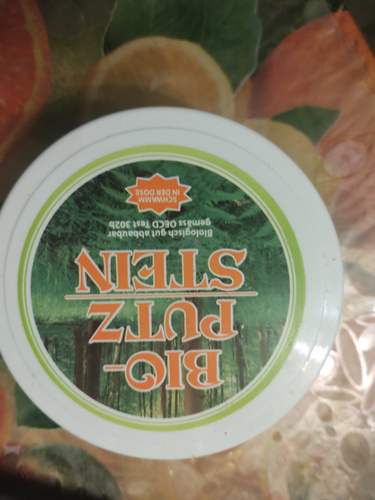 BIO-
PUTZ
STEIN
Biologisch gut abbaubar
gemäss OECD Test 302b
SCHWAMM
IN DER DOSE